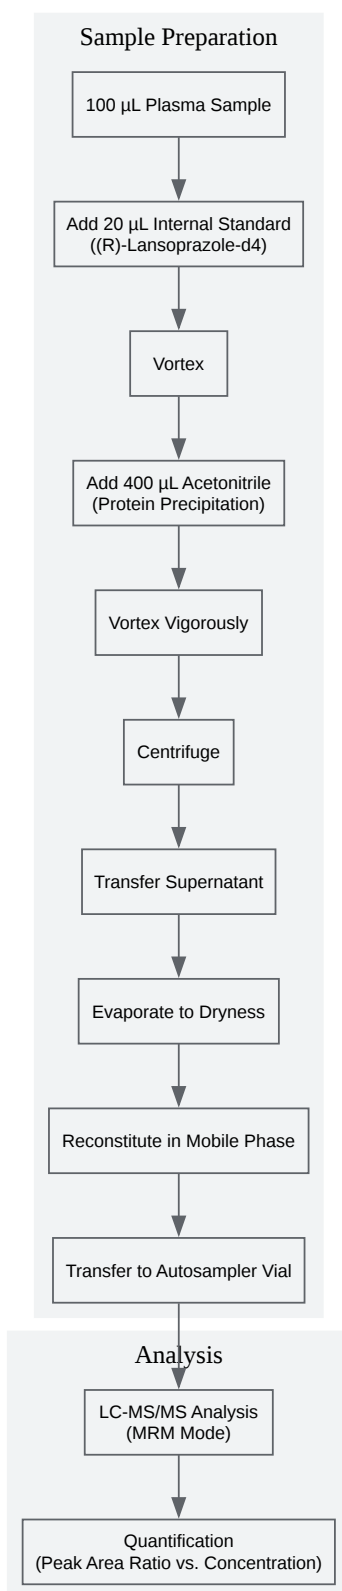 Sample Preparation
100 µL Plasma Sample
Add 20 µL Internal Standard
((R)-Lansoprazole-d4)
Vortex
Add 400 µL Acetonitrile
(Protein Precipitation)
Vortex Vigorously
Centrifuge
Transfer Supernatant
Evaporate to Dryness
Reconstitute in Mobile Phase
Transfer to Autosampler Vial
Analysis
LC-MS/MS Analysis
(MRM Mode)
Quantification
(Peak Area Ratio vs. Concentration)